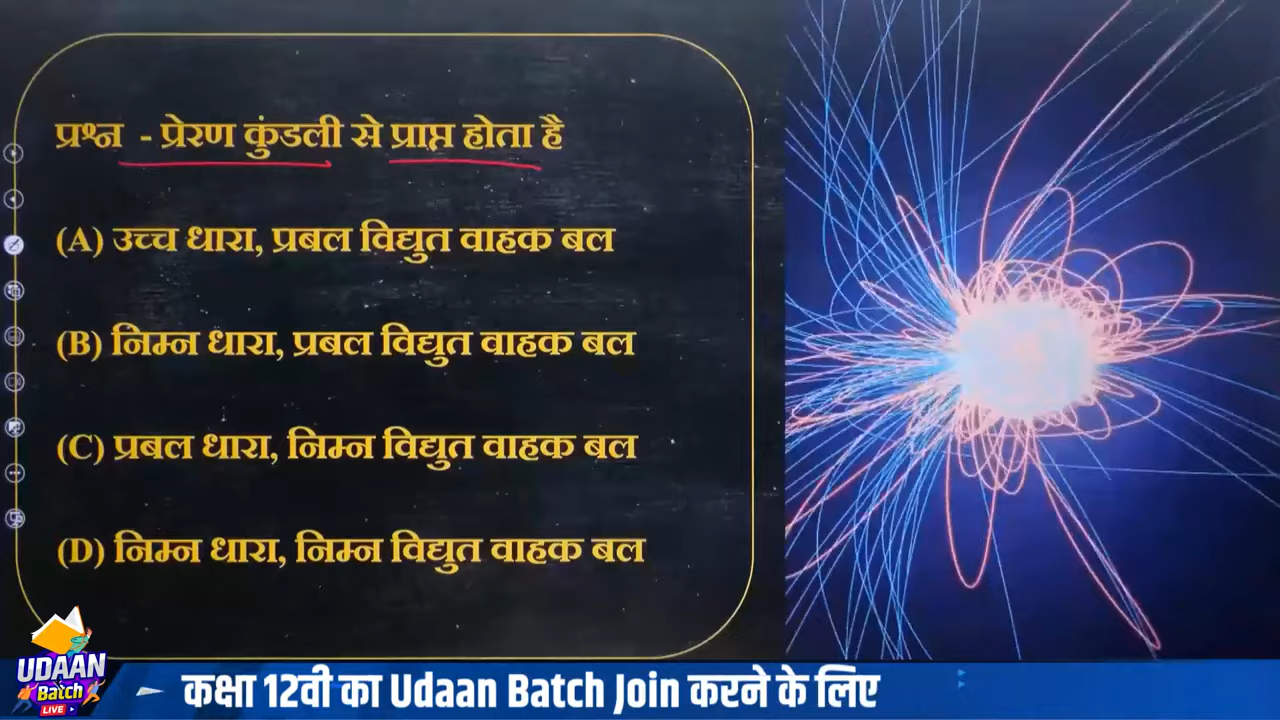 प्रश्न - प्रेरण कुंडली से प्राप्त होता है
(A) उच्च धारा, प्रबल विद्युत वाहक बल
(B) निम्न धारा, प्रबल विद्युत वाहक बल
(C) प्रबल धारा, निम्न विद्युत वाहक बल
(D) निम्न धारा, निम्न विद्युत वाहक बल
UDAAN
Batch
LIVE
कक्षा 12वी का Udaan Batch Join करने के लिए